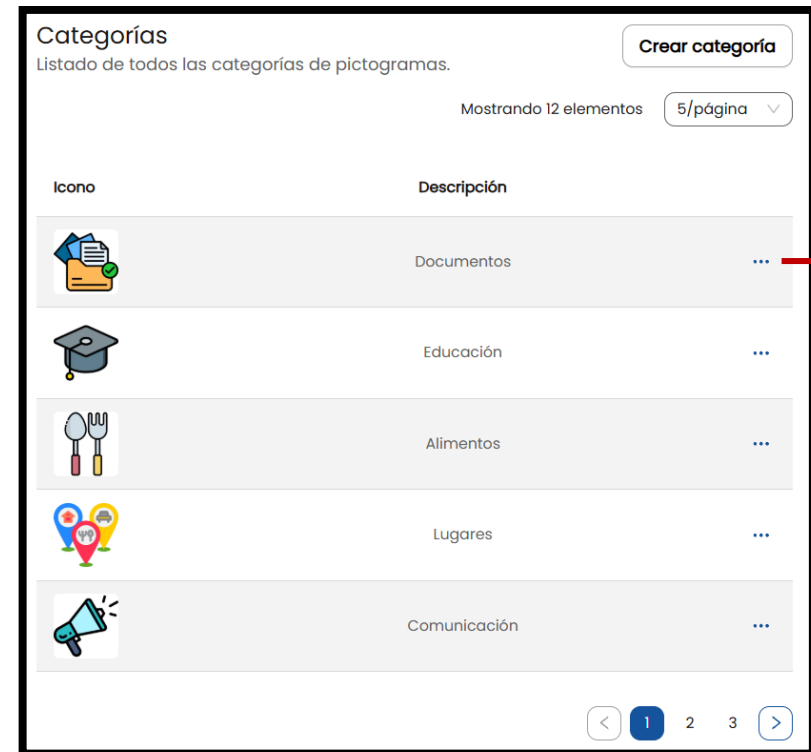 Categorías
Crear categoría
Listado de todos las categorías de pictogramas.
Mostrando 12 elementos 5/página
Icono Descripción
Documentos ...
Educación ...
Alimentos ...
Lugares ...
Comunicación ...
< 1 2 3 >